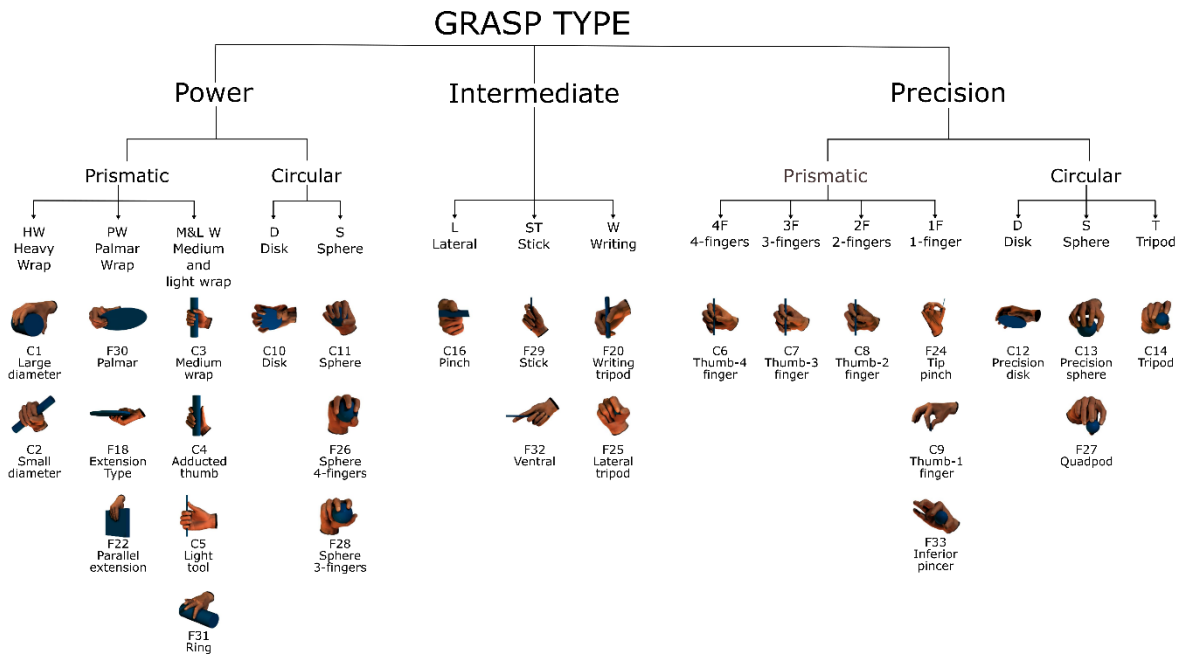 GRASP TYPE
Power
Intermediate
Precision
Prismatic
Circular
Prismatic
Circular
HW
Heavy
Wrap
PW
Palmar
Wrap
M&L W
Medium
and
light wrap
D
Disk
S
Sphere
L
Lateral
ST
Stick
W
Writing
4F
4-fingers
3F
3-fingers
2F
2-fingers
1F
1-finger
D
Disk
S
Sphere
T
Tripod
C1
Large
diameter
F30
Palmar
C3
Medium
wrap
C10
Disk
C11
Sphere
C16
Pinch
F29
Stick
F20
Writing
tripod
C6
Thumb-4
finger
C7
Thumb-3
finger
C8
Thumb-2
finger
F24
Tip
pinch
C12
Precision
disk
C13
Precision
sphere
C14
Tripod
C2
Small
diameter
F18
Extension
Type
C4
Adducted
thumb
F26
Sphere
4-fingers
F32
Ventral
F25
Lateral
tripod
C9
Thumb-1
finger
F27
Quadpod
F22
Parallel
extension
C5
Light
tool
F28
Sphere
3-fingers
F33
Inferior
pincer
F31
Ring